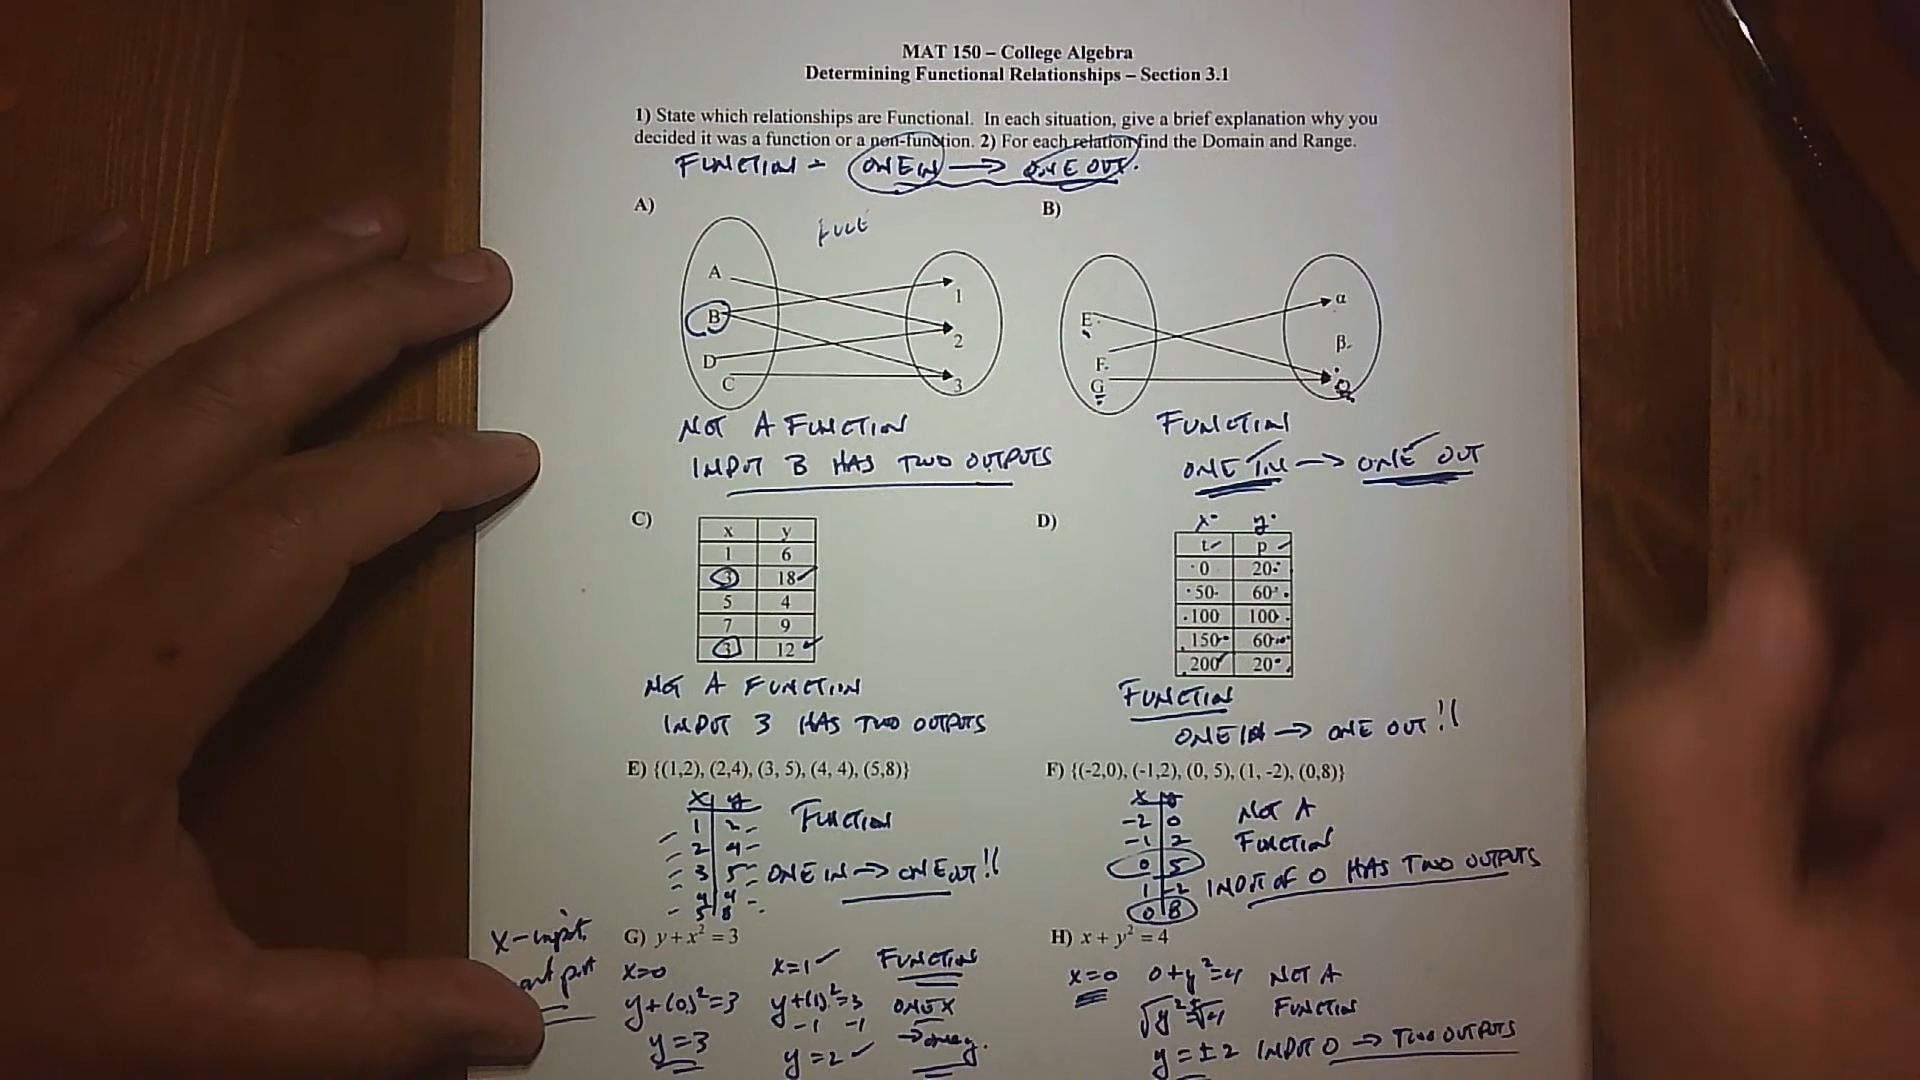 MAT 150 – College Algebra
Determining Functional Relationships – Section 3.1
1) State which relationships are Functional. In each situation, give a brief explanation why you
decided it was a function or a non-function. 2) For each relation find the Domain and Range.
FUNCTION - ONE IN → ONE OUT.
A)
A
B
D
C
1
2
3
NOT A FUNCTION
INPUT B HAS TWO OUTPUTS
B)
E
F
G
α
β
FUNCTION
ONE IN → ONE OUT
C)
x y
1 6
3 18
5 4
7 9
3 12
NOT A FUNCTION
INPUT 3 HAS TWO OUTPUTS
D)
x y
t p
0 20
50 60
100 100
150 60
200 20
FUNCTION
ONE IN → ONE OUT!!
E) {(1,2), (2,4), (3, 5), (4, 4), (5,8)}
x y
1 2
2 4
3 5
4 4
5 8
FUNCTION
ONE IN → ONE OUT!!
F) {(-2,0), (-1,2), (0, 5), (1, -2), (0,8)}
x y
-2 0
-1 2
0 5
1 -2
0 8
NOT A
FUNCTION
INPUT OF 0 HAS TWO OUTPUTS
x-input,
output
G) y + x² = 3
x=0
y+(0)²=3
y=3
x=1
y+(1)²=3
-1 -1
y=2
FUNCTION
ONE X
→ one y.
H) x + y² = 4
x=0 0+y²=4
√y²=√4
y=±2
NOT A
FUNCTION
INPUT 0 → TWO OUTPUTS